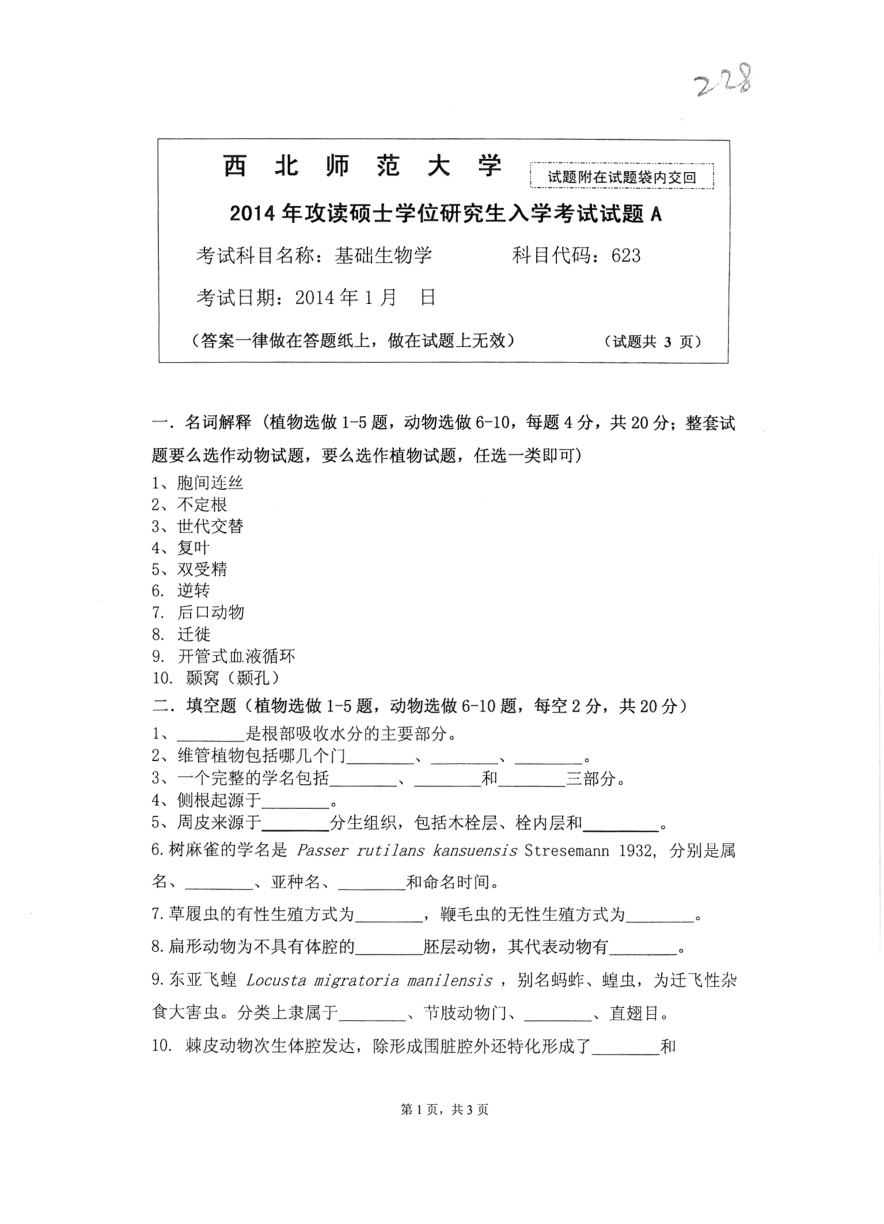 228
西 北 师 范 大 学
试题附在试题袋内交回
2014 年攻读硕士学位研究生入学考试试题 A
考试科目名称：基础生物学 科目代码：623
考试日期：2014 年 1 月 日
（答案一律做在答题纸上，做在试题上无效） （试题共 3 页）
一．名词解释 (植物选做 1-5 题，动物选做 6-10，每题 4 分，共 20 分；整套试
题要么选作动物试题，要么选作植物试题，任选一类即可)
1、胞间连丝
2、不定根
3、世代交替
4、复叶
5、双受精
6. 逆转
7. 后口动物
8. 迁徙
9. 开管式血液循环
10. 颞窝（颞孔）
二．填空题（植物选做 1-5 题，动物选做 6-10 题，每空 2 分，共 20 分）
1、________是根部吸收水分的主要部分。
2、维管植物包括哪几个门________、________、________。
3、一个完整的学名包括________、________和________三部分。
4、侧根起源于________。
5、周皮来源于________分生组织，包括木栓层、栓内层和_________。
6.树麻雀的学名是 Passer rutilans kansuensis Stresemann 1932, 分别是属
名、________、亚种名、________和命名时间。
7.草履虫的有性生殖方式为________，鞭毛虫的无性生殖方式为________。
8.扁形动物为不具有体腔的________胚层动物，其代表动物有________。
9.东亚飞蝗 Locusta migratoria manilensis ，别名蚂蚱、蝗虫，为迁飞性杂
食大害虫。分类上隶属于________、节肢动物门、________、直翅目。
10. 棘皮动物次生体腔发达，除形成围脏腔外还特化形成了________和
第 1 页，共 3 页